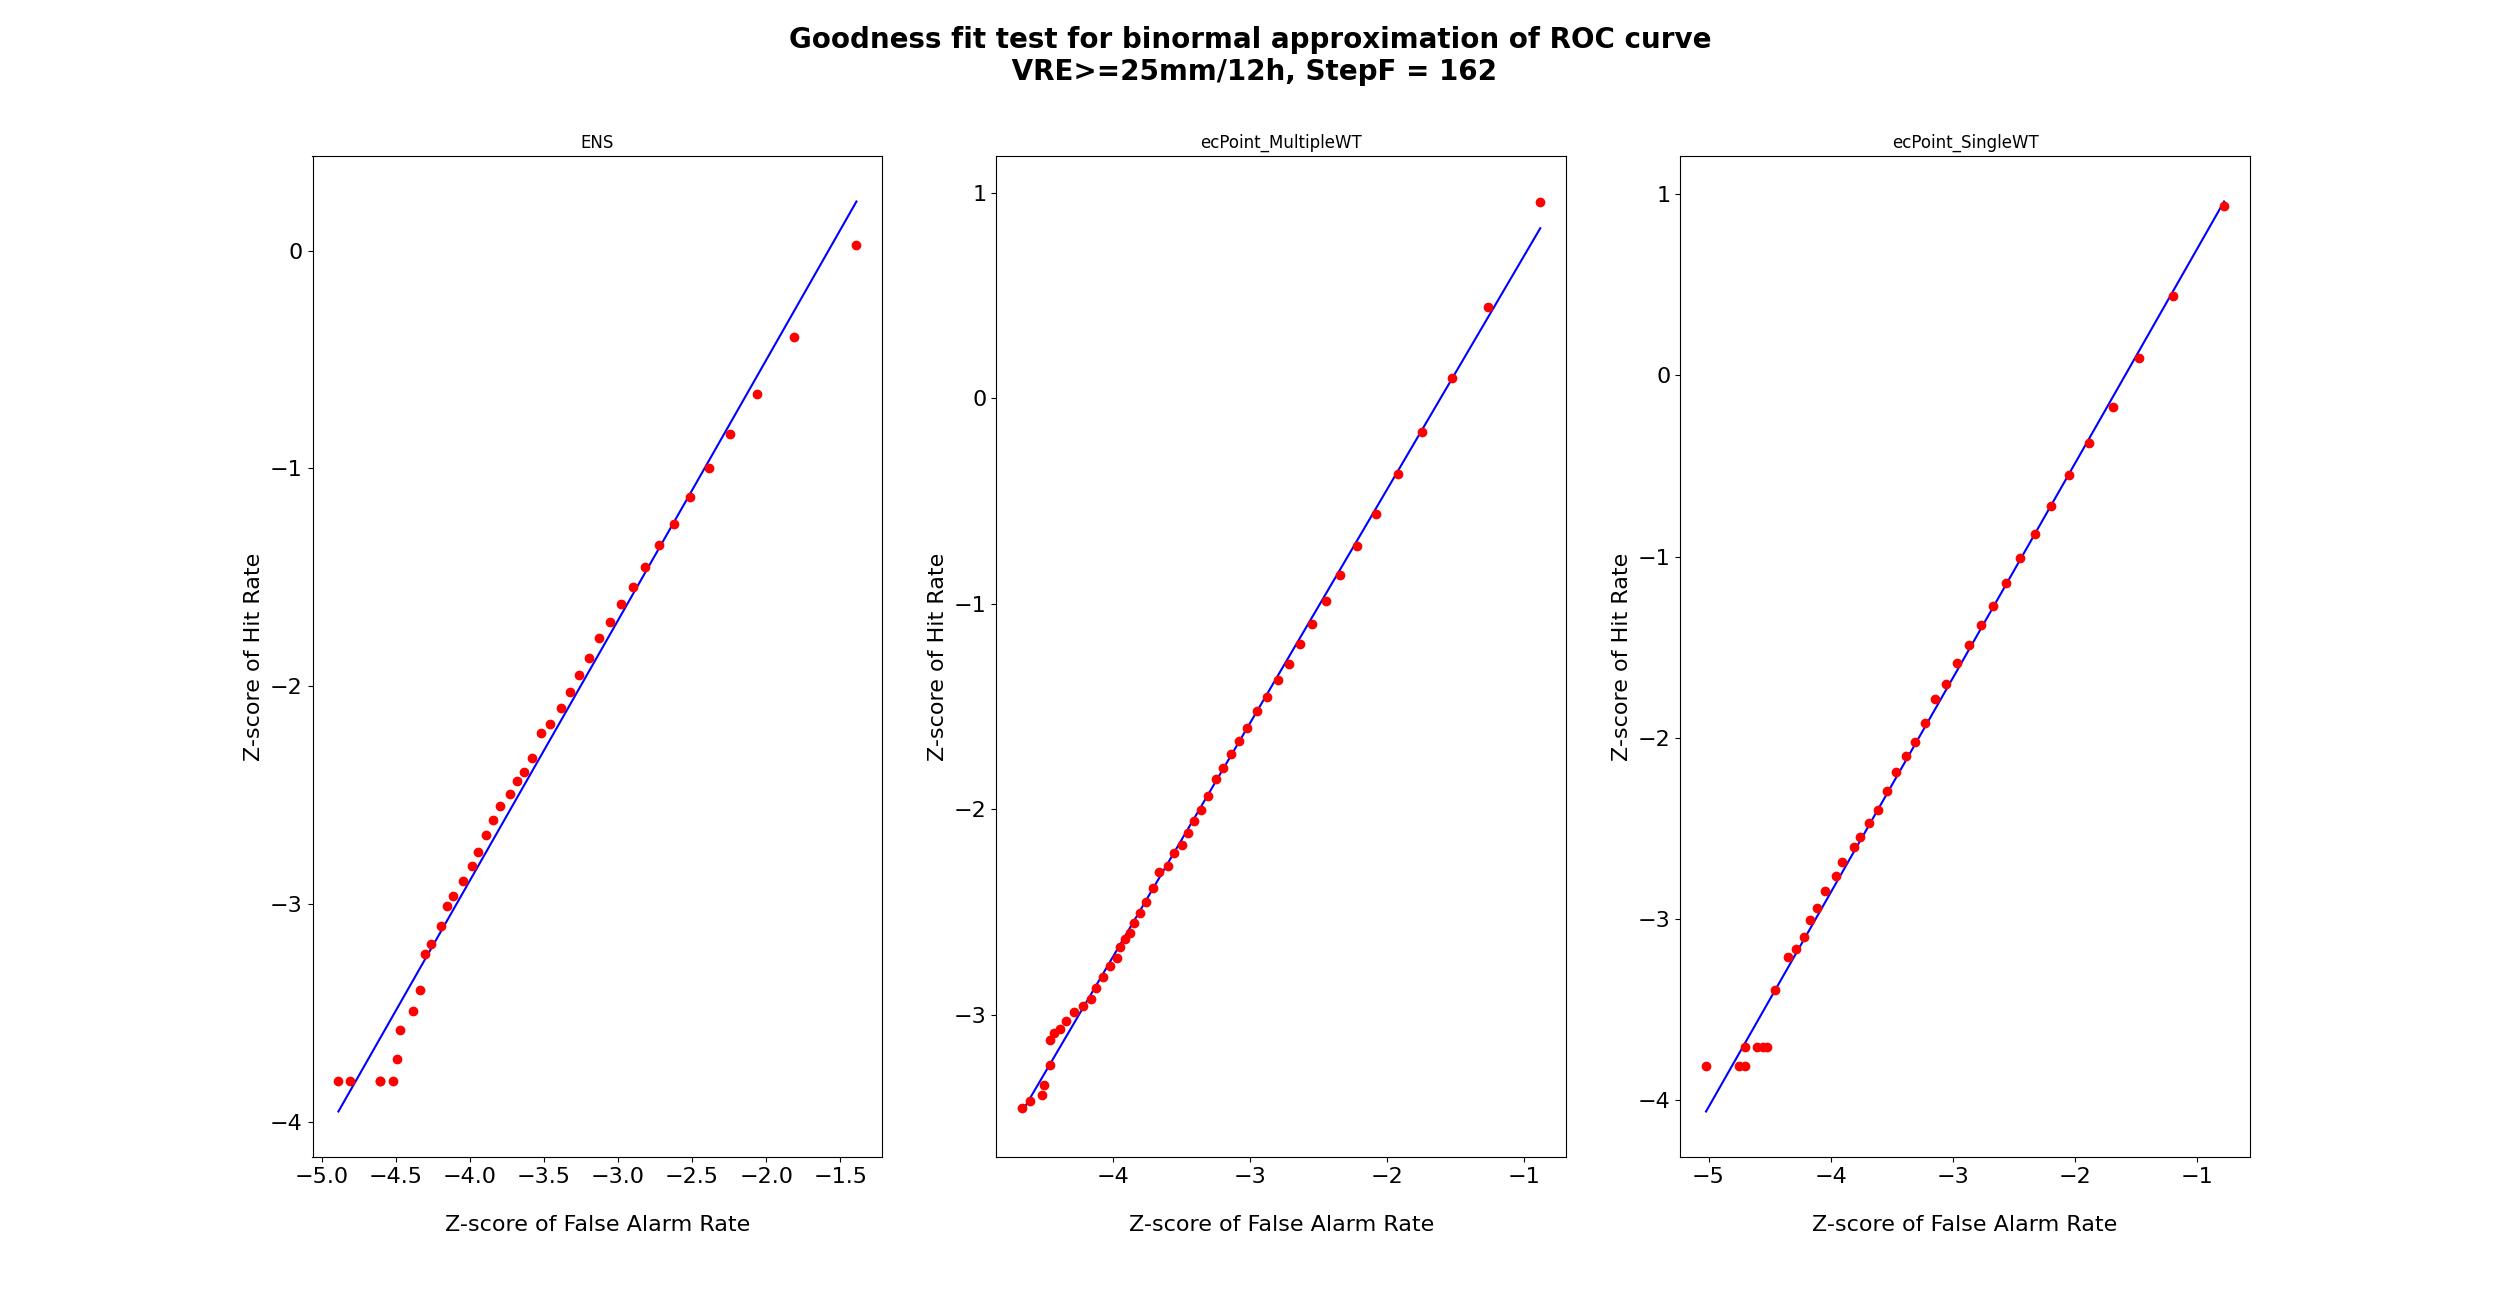 Goodness fit test for binormal approximation of ROC curve
VRE>=25mm/12h, StepF = 162
ENS
0
−1
−2
−3
−4
Z-score of Hit Rate
−5.0 −4.5 −4.0 −3.5 −3.0 −2.5 −2.0 −1.5
Z-score of False Alarm Rate
ecPoint_MultipleWT
1
0
−1
−2
−3
Z-score of Hit Rate
−4 −3 −2 −1
Z-score of False Alarm Rate
ecPoint_SingleWT
1
0
−1
−2
−3
−4
Z-score of Hit Rate
−5 −4 −3 −2 −1
Z-score of False Alarm Rate